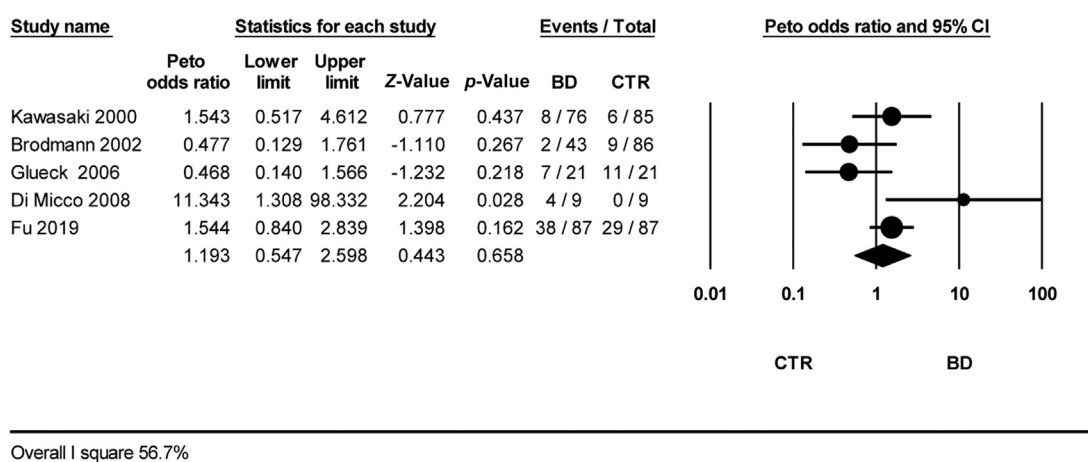 Study name Statistics for each study Events / Total Peto odds ratio and 95% CI
Peto odds ratio Lower limit Upper limit Z-Value p-Value BD CTR
Kawasaki 2000 1.543 0.517 4.612 0.777 0.437 8 / 76 6 / 85
Brodmann 2002 0.477 0.129 1.761 -1.110 0.267 2 / 43 9 / 86
Glueck 2006 0.468 0.140 1.566 -1.232 0.218 7 / 21 11 / 21
Di Micco 2008 11.343 1.308 98.332 2.204 0.028 4 / 9 0 / 9
Fu 2019 1.544 0.840 2.839 1.398 0.162 38 / 87 29 / 87
1.193 0.547 2.598 0.443 0.658
0.01 0.1 1 10 100
CTR BD
Overall I square 56.7%